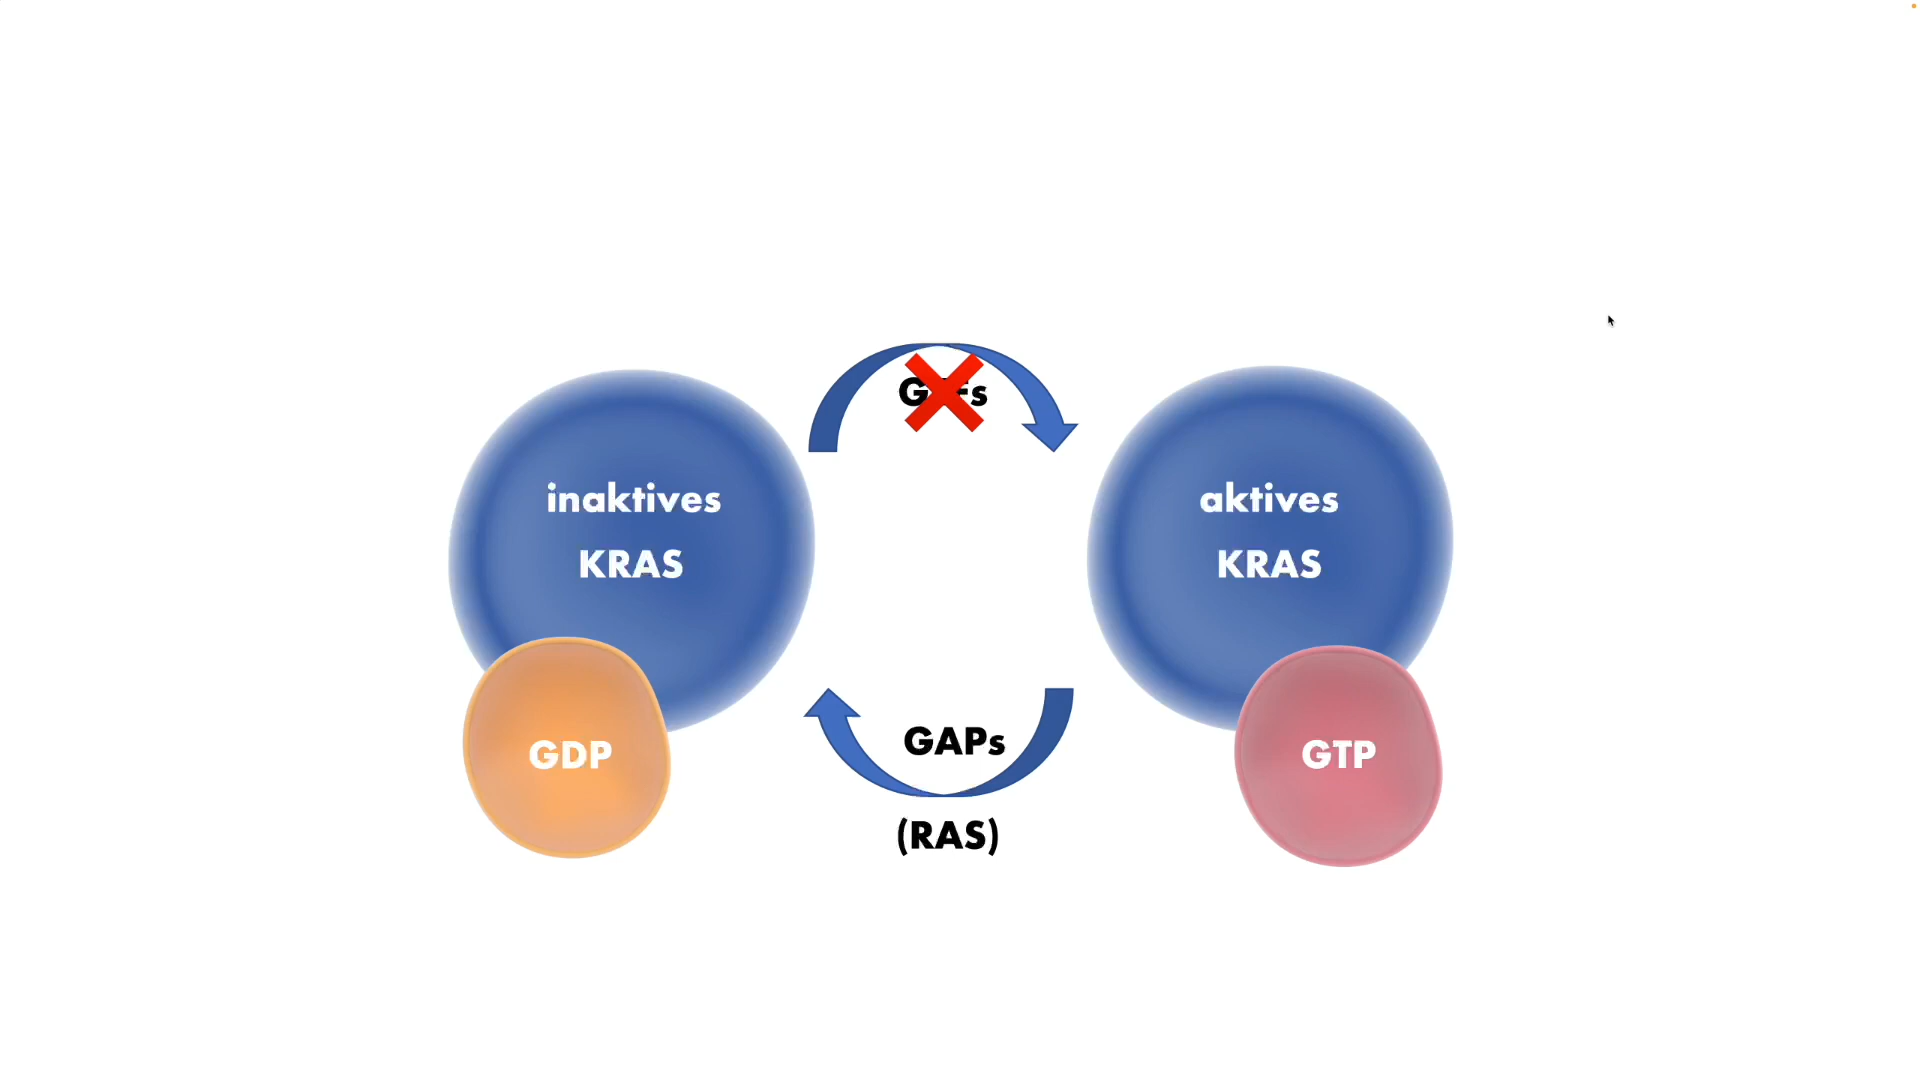 inaktives
KRAS
GDP
GAPs
(RAS)
aktives
KRAS
GTP